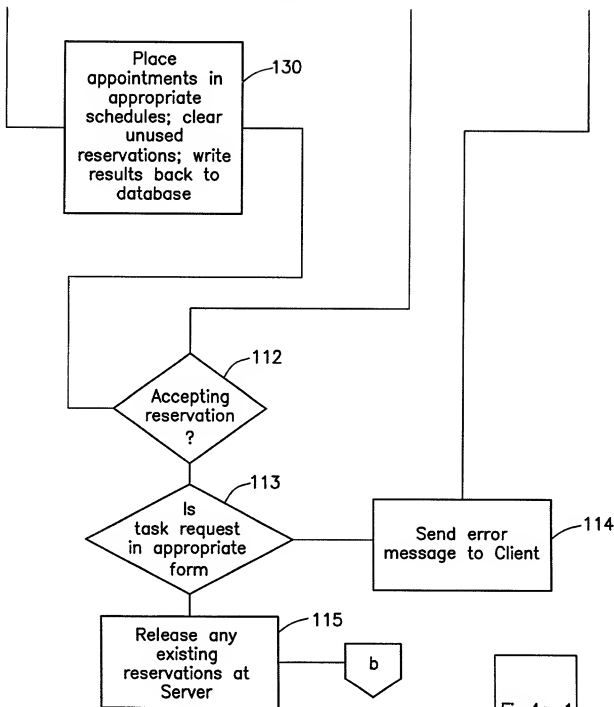 Place
appointments in
appropriate
schedules; clear
unused
reservations; write
results back to
database
130
112
Accepting
reservation
?
113
Is
task request
in appropriate
form
Send error
message to Client
114
115
Release any
existing
reservations at
Server
b